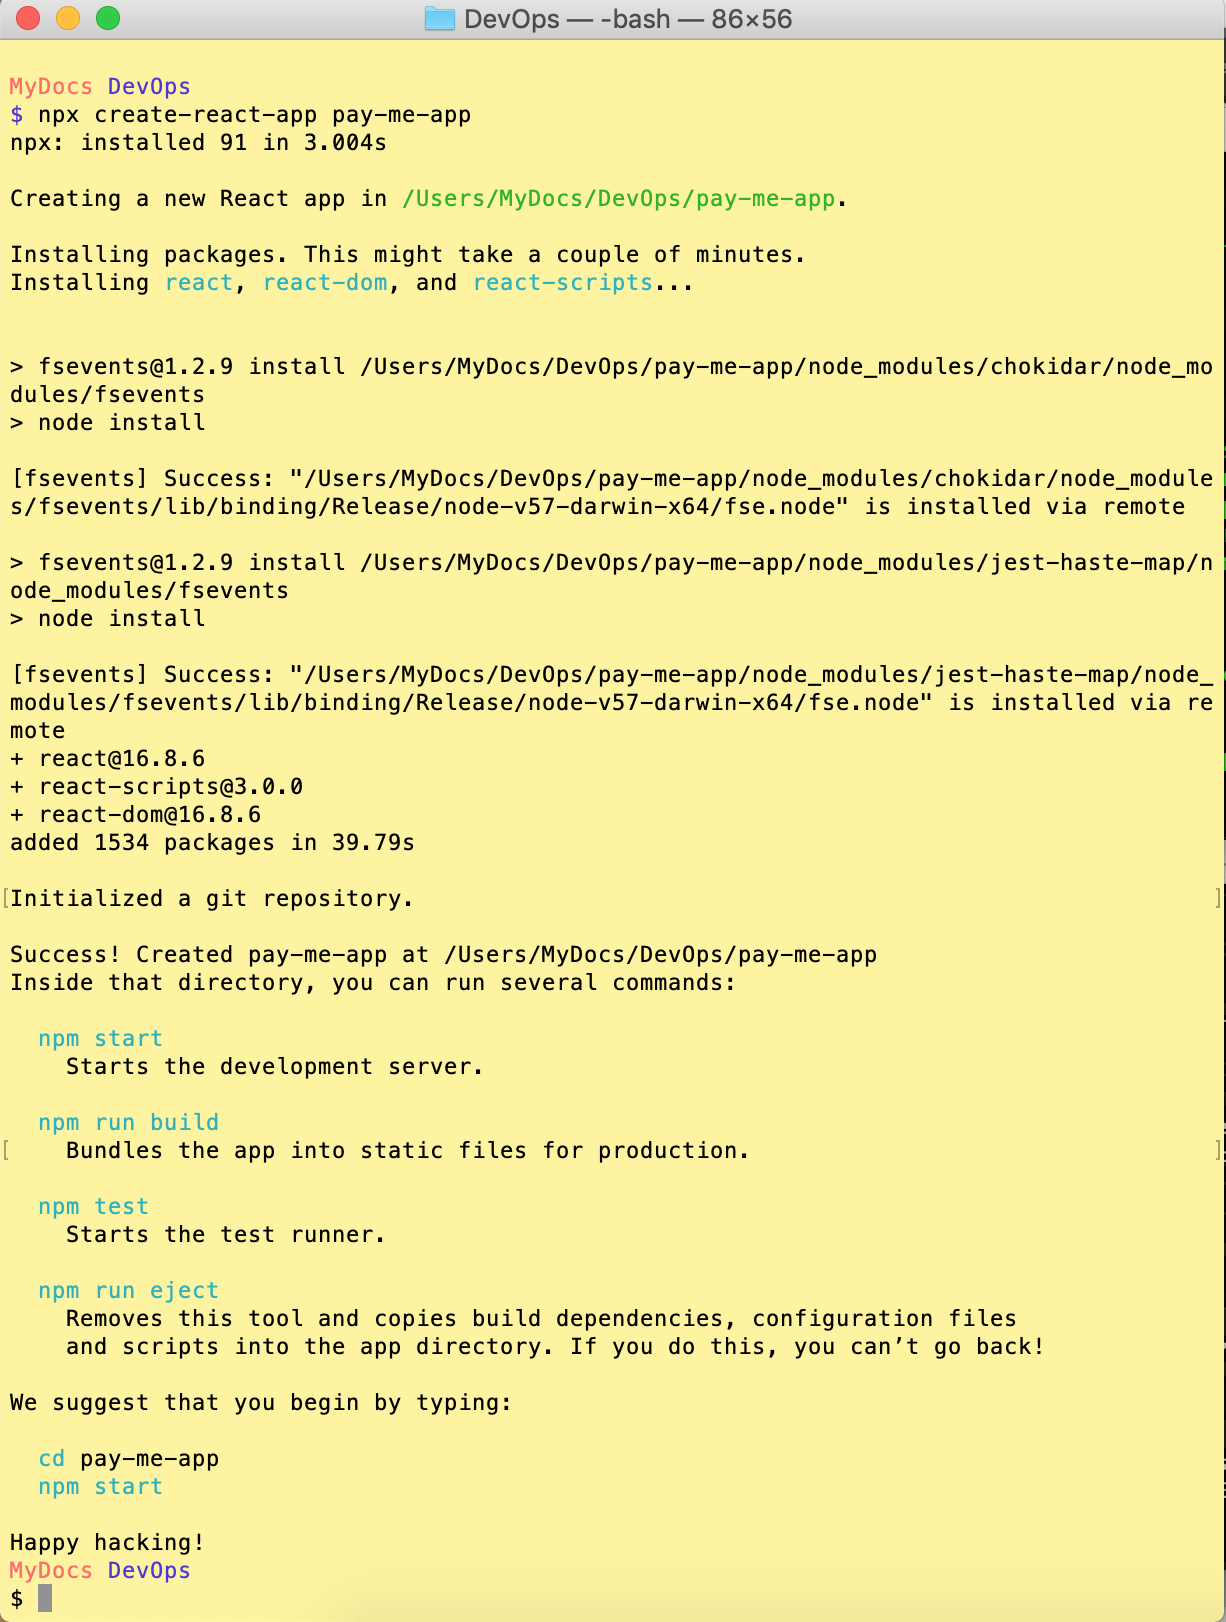 DevOps — -bash — 86×56
MyDocs DevOps
$ npx create-react-app pay-me-app
npx: installed 91 in 3.004s
Creating a new React app in /Users/MyDocs/DevOps/pay-me-app.
Installing packages. This might take a couple of minutes.
Installing react, react-dom, and react-scripts...
> fsevents@1.2.9 install /Users/MyDocs/DevOps/pay-me-app/node_modules/chokidar/node_mo
dules/fsevents
> node install
[fsevents] Success: "/Users/MyDocs/DevOps/pay-me-app/node_modules/chokidar/node_module
s/fsevents/lib/binding/Release/node-v57-darwin-x64/fse.node" is installed via remote
> fsevents@1.2.9 install /Users/MyDocs/DevOps/pay-me-app/node_modules/jest-haste-map/n
ode_modules/fsevents
> node install
[fsevents] Success: "/Users/MyDocs/DevOps/pay-me-app/node_modules/jest-haste-map/node_
modules/fsevents/lib/binding/Release/node-v57-darwin-x64/fse.node" is installed via re
mote
+ react@16.8.6
+ react-scripts@3.0.0
+ react-dom@16.8.6
added 1534 packages in 39.79s
[Initialized a git repository. ]
Success! Created pay-me-app at /Users/MyDocs/DevOps/pay-me-app
Inside that directory, you can run several commands:
npm start
Starts the development server.
npm run build
[ Bundles the app into static files for production. ]
npm test
Starts the test runner.
npm run eject
Removes this tool and copies build dependencies, configuration files
and scripts into the app directory. If you do this, you can’t go back!
We suggest that you begin by typing:
cd pay-me-app
npm start
Happy hacking!
MyDocs DevOps
$